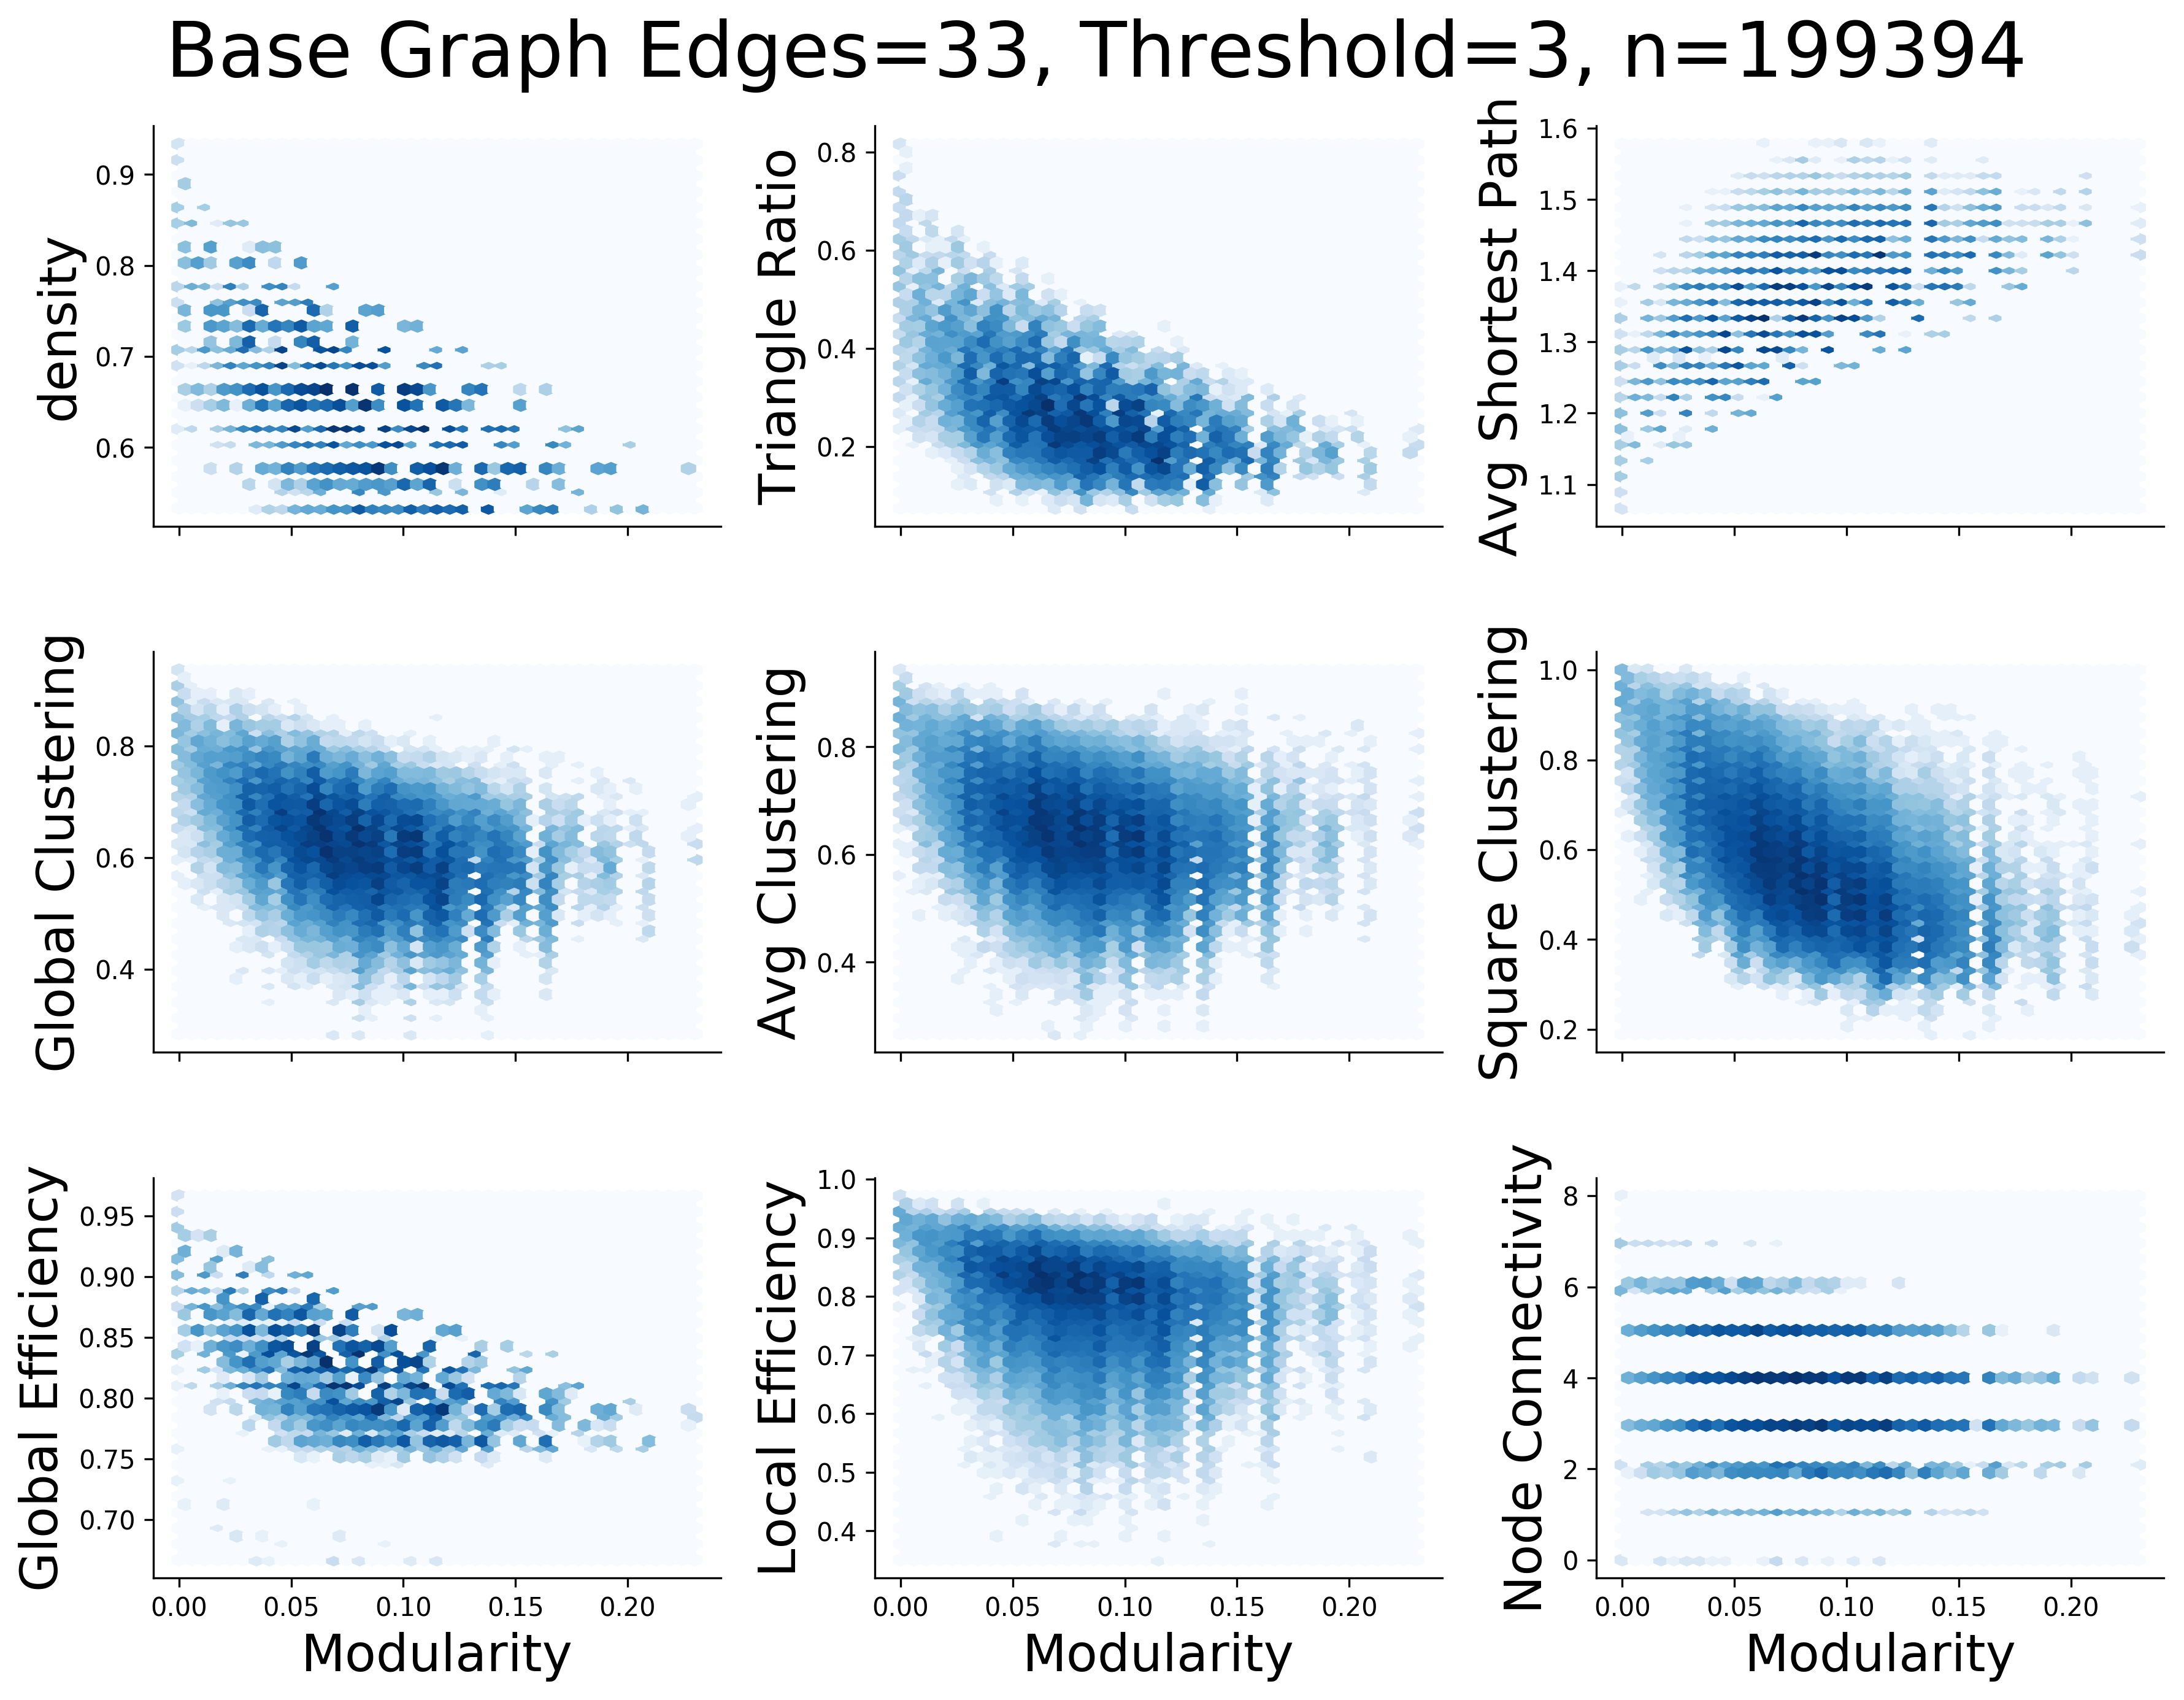 Base Graph Edges=33, Threshold=3, n=199394
density
0.9
0.8
0.7
0.6
Triangle Ratio
0.8
0.6
0.4
0.2
Avg Shortest Path
1.6
1.5
1.4
1.3
1.2
1.1
Global Clustering
0.8
0.6
0.4
Avg Clustering
0.8
0.6
0.4
Square Clustering
1.0
0.8
0.6
0.4
0.2
Global Efficiency
0.95
0.90
0.85
0.80
0.75
0.70
0.00 0.05 0.10 0.15 0.20
Modularity
Local Efficiency
1.0
0.9
0.8
0.7
0.6
0.5
0.4
0.00 0.05 0.10 0.15 0.20
Modularity
Node Connectivity
8
6
4
2
0
0.00 0.05 0.10 0.15 0.20
Modularity